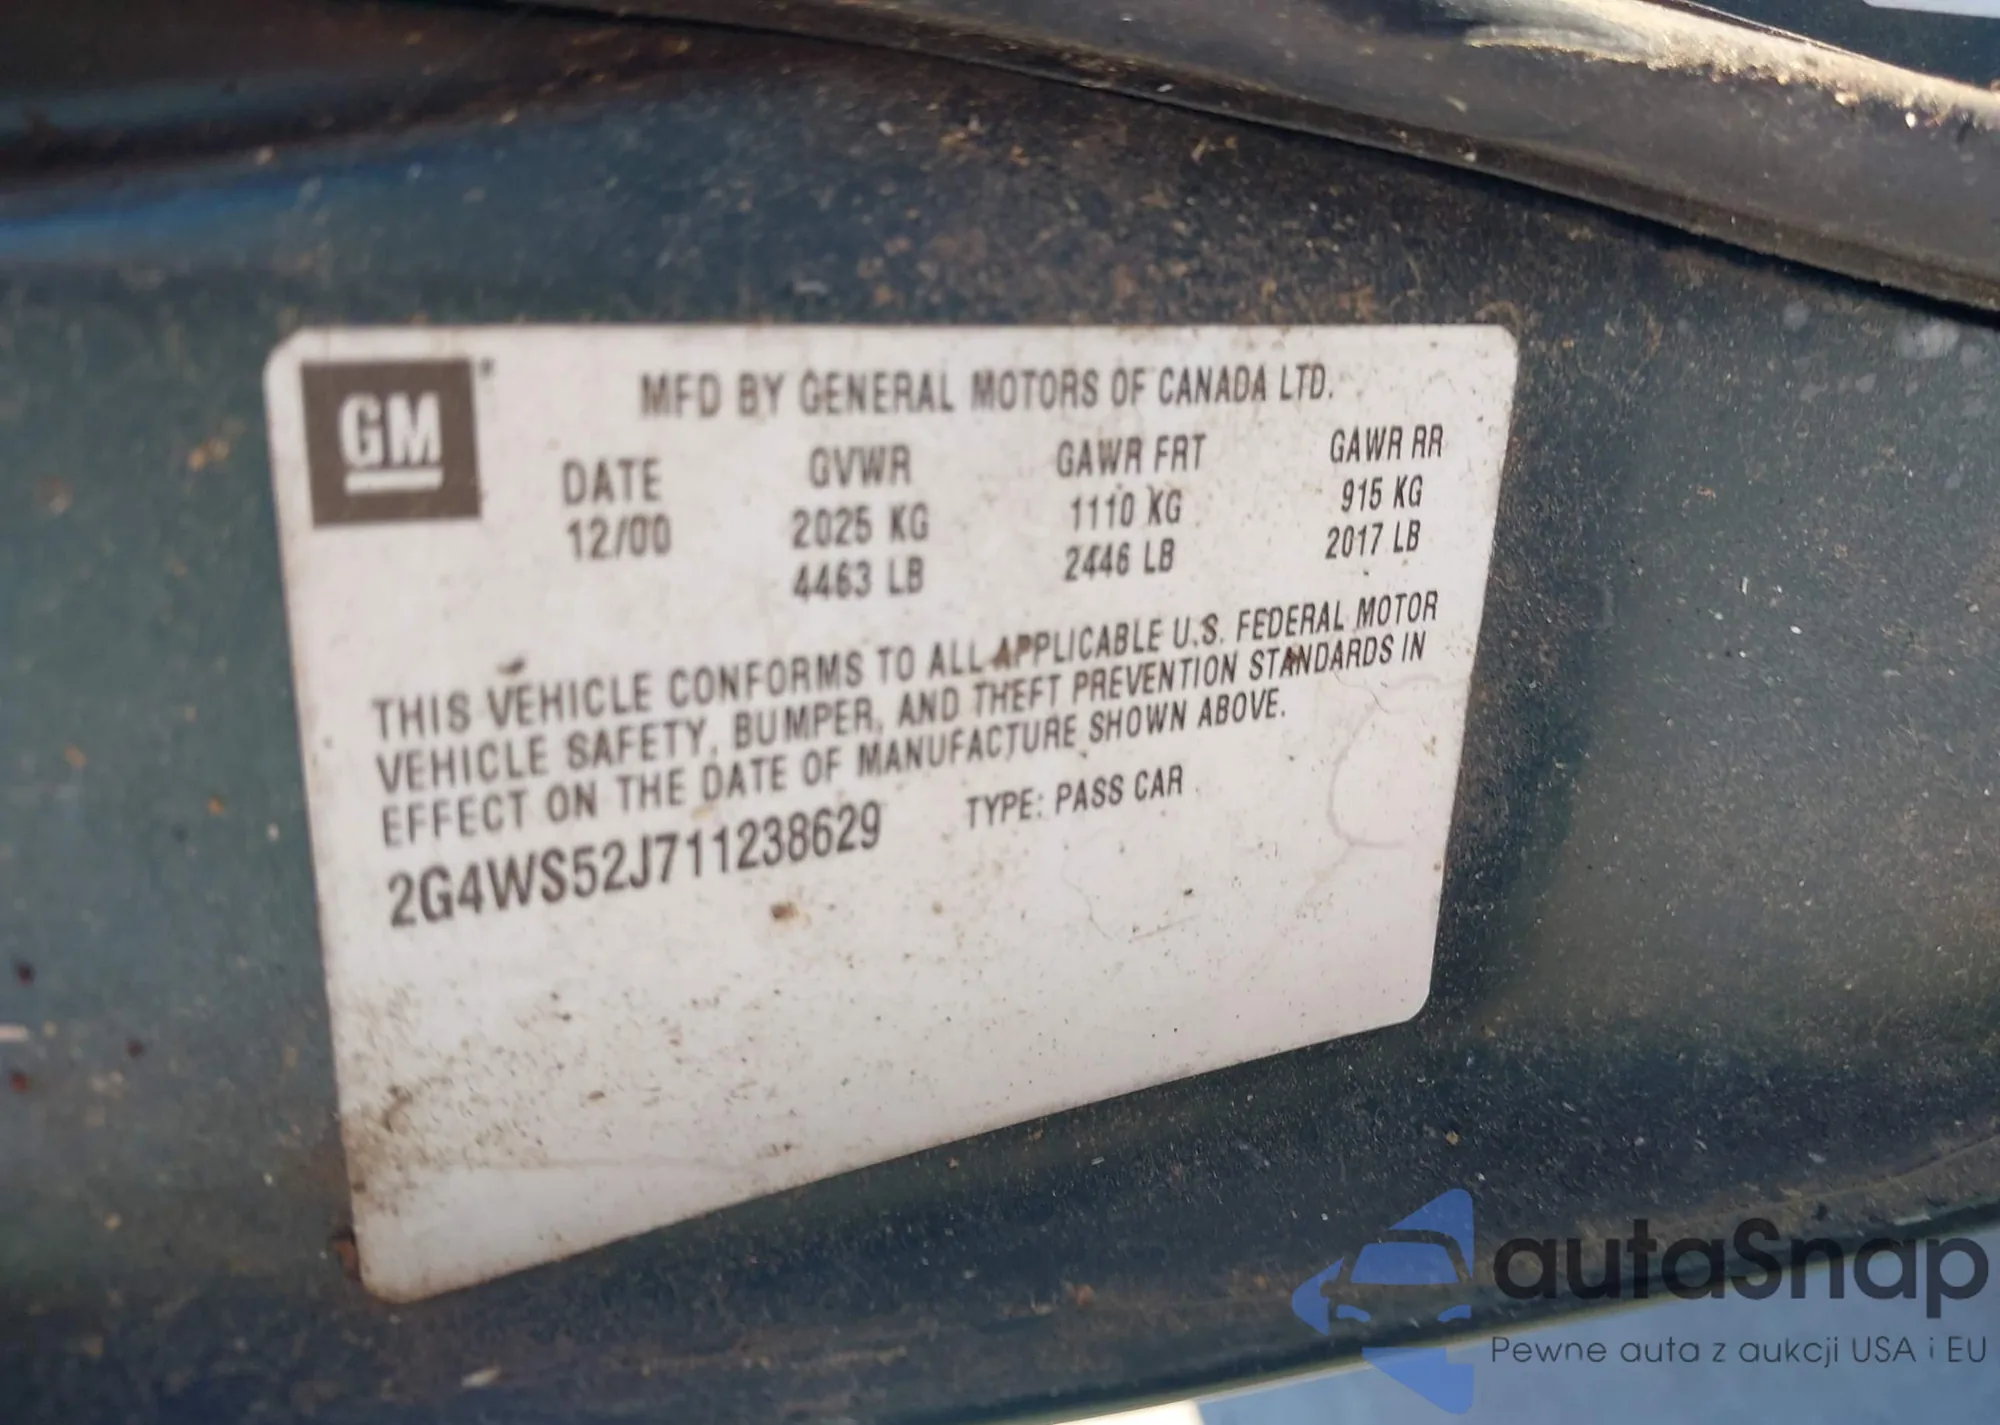 GM
MFD BY GENERAL MOTORS OF CANADA LTD.
DATE GVWR GAWR FRT GAWR RR
12/00 2025 KG 1110 KG 915 KG
4463 LB 2446 LB 2017 LB
THIS VEHICLE CONFORMS TO ALL APPLICABLE U.S. FEDERAL MOTOR
VEHICLE SAFETY, BUMPER, AND THEFT PREVENTION STANDARDS IN
EFFECT ON THE DATE OF MANUFACTURE SHOWN ABOVE.
2G4WS52J711238629 TYPE: PASS CAR
autaSnap
Pewne auta z aukcji USA i EU